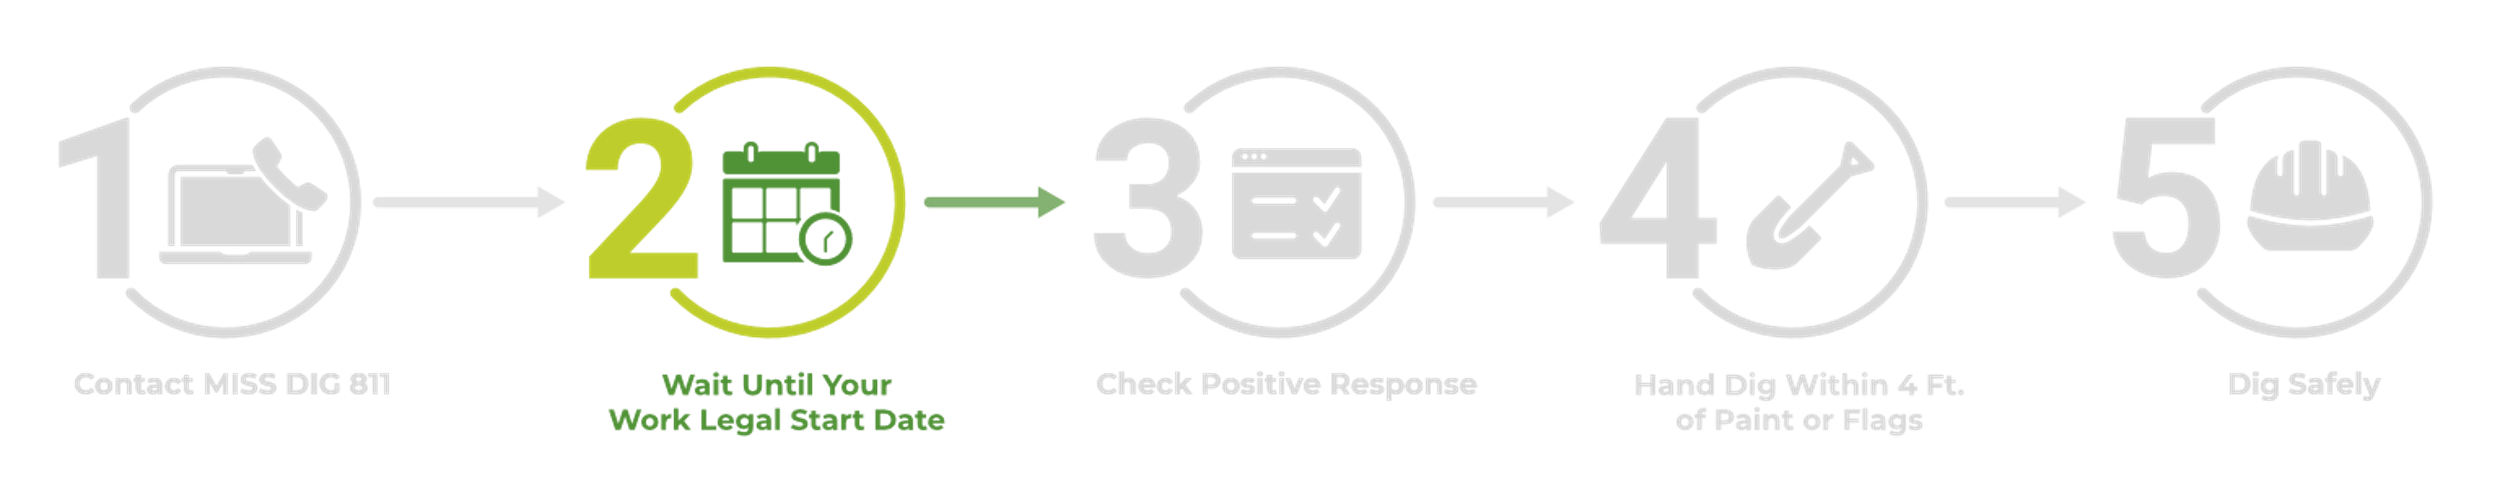 1
Contact MISS DIG 811
2
Wait Until Your
Work Legal Start Date
3
Check Positive Response
4
Hand Dig Within 4 Ft.
of Paint or Flags
5
Dig Safely